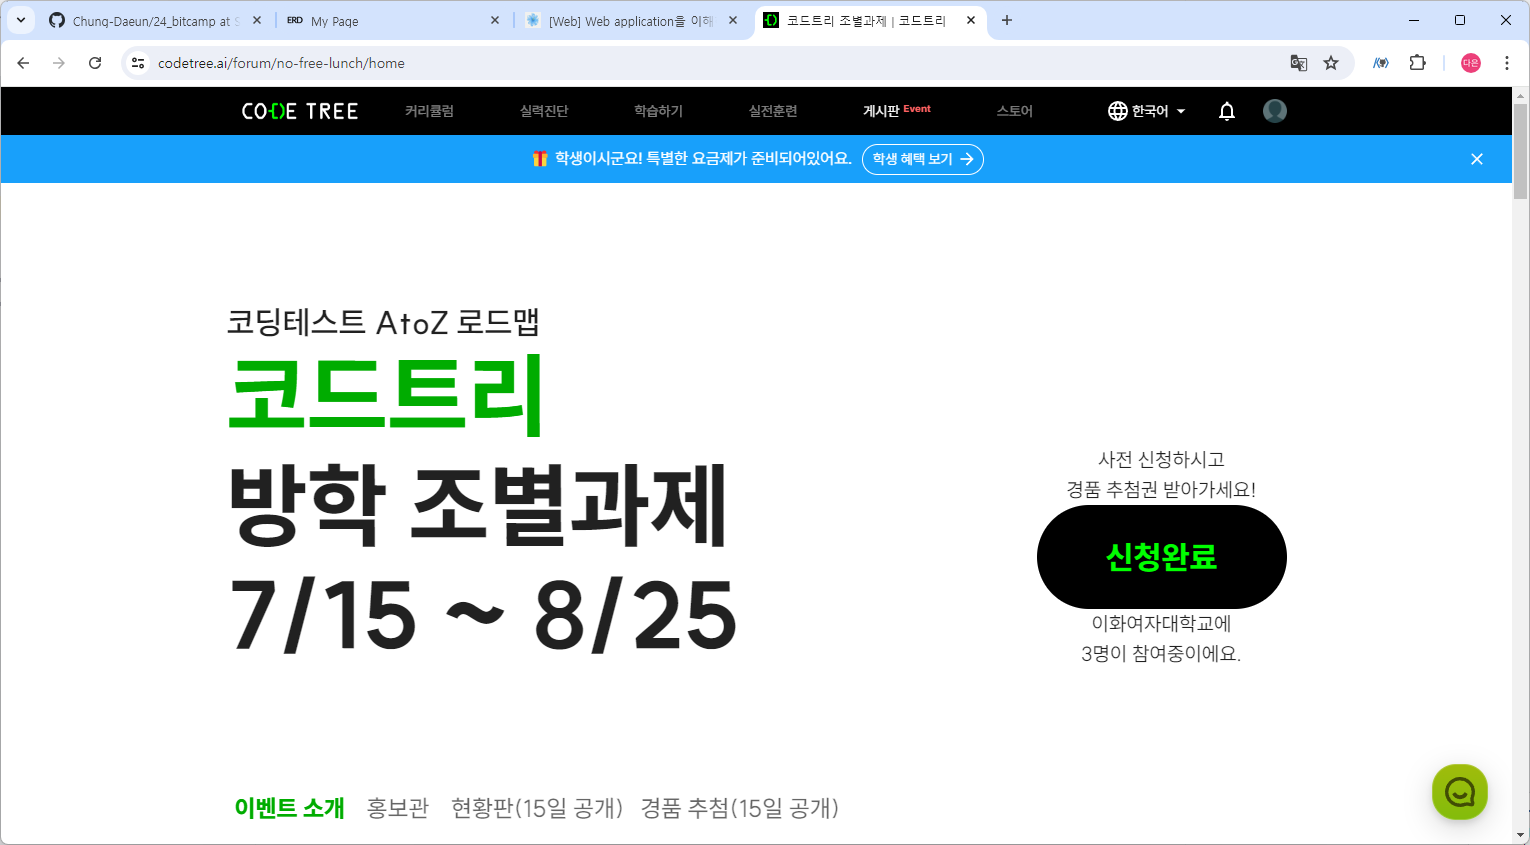 Chung-Daeun/24_bitcamp at S
ERD My Page
[Web] Web application을 이해
코드트리 조별과제 | 코드트리
codetree.ai/forum/no-free-lunch/home
다은
CODE TREE 커리큘럼 실력진단 학습하기 실전훈련 게시판 Event 스토어 한국어
학생이시군요! 특별한 요금제가 준비되어있어요. 학생 혜택 보기 →
코딩테스트 AtoZ 로드맵
코드트리
방학 조별과제
7/15 ~ 8/25
사전 신청하시고
경품 추첨권 받아가세요!
신청완료
이화여자대학교에
3명이 참여중이에요.
이벤트 소개 홍보관 현황판(15일 공개) 경품 추첨(15일 공개)